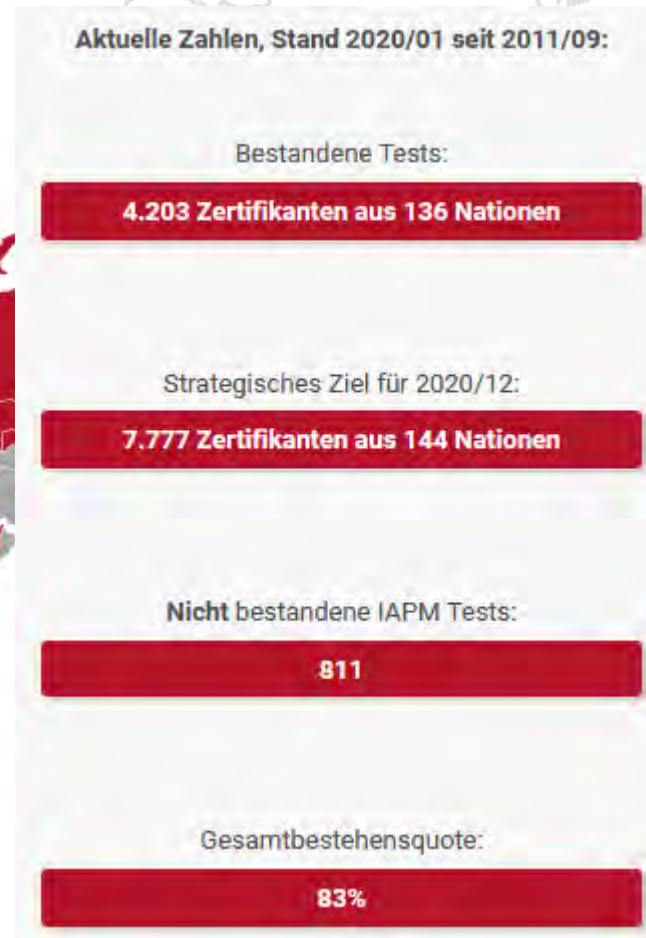 Aktuelle Zahlen, Stand 2020/01 seit 2011/09:
Bestandene Tests:
4.203 Zertifikanten aus 136 Nationen
Strategisches Ziel für 2020/12:
7.777 Zertifikanten aus 144 Nationen
Nicht bestandene IAPM Tests:
811
Gesamtbestehensquote:
83%